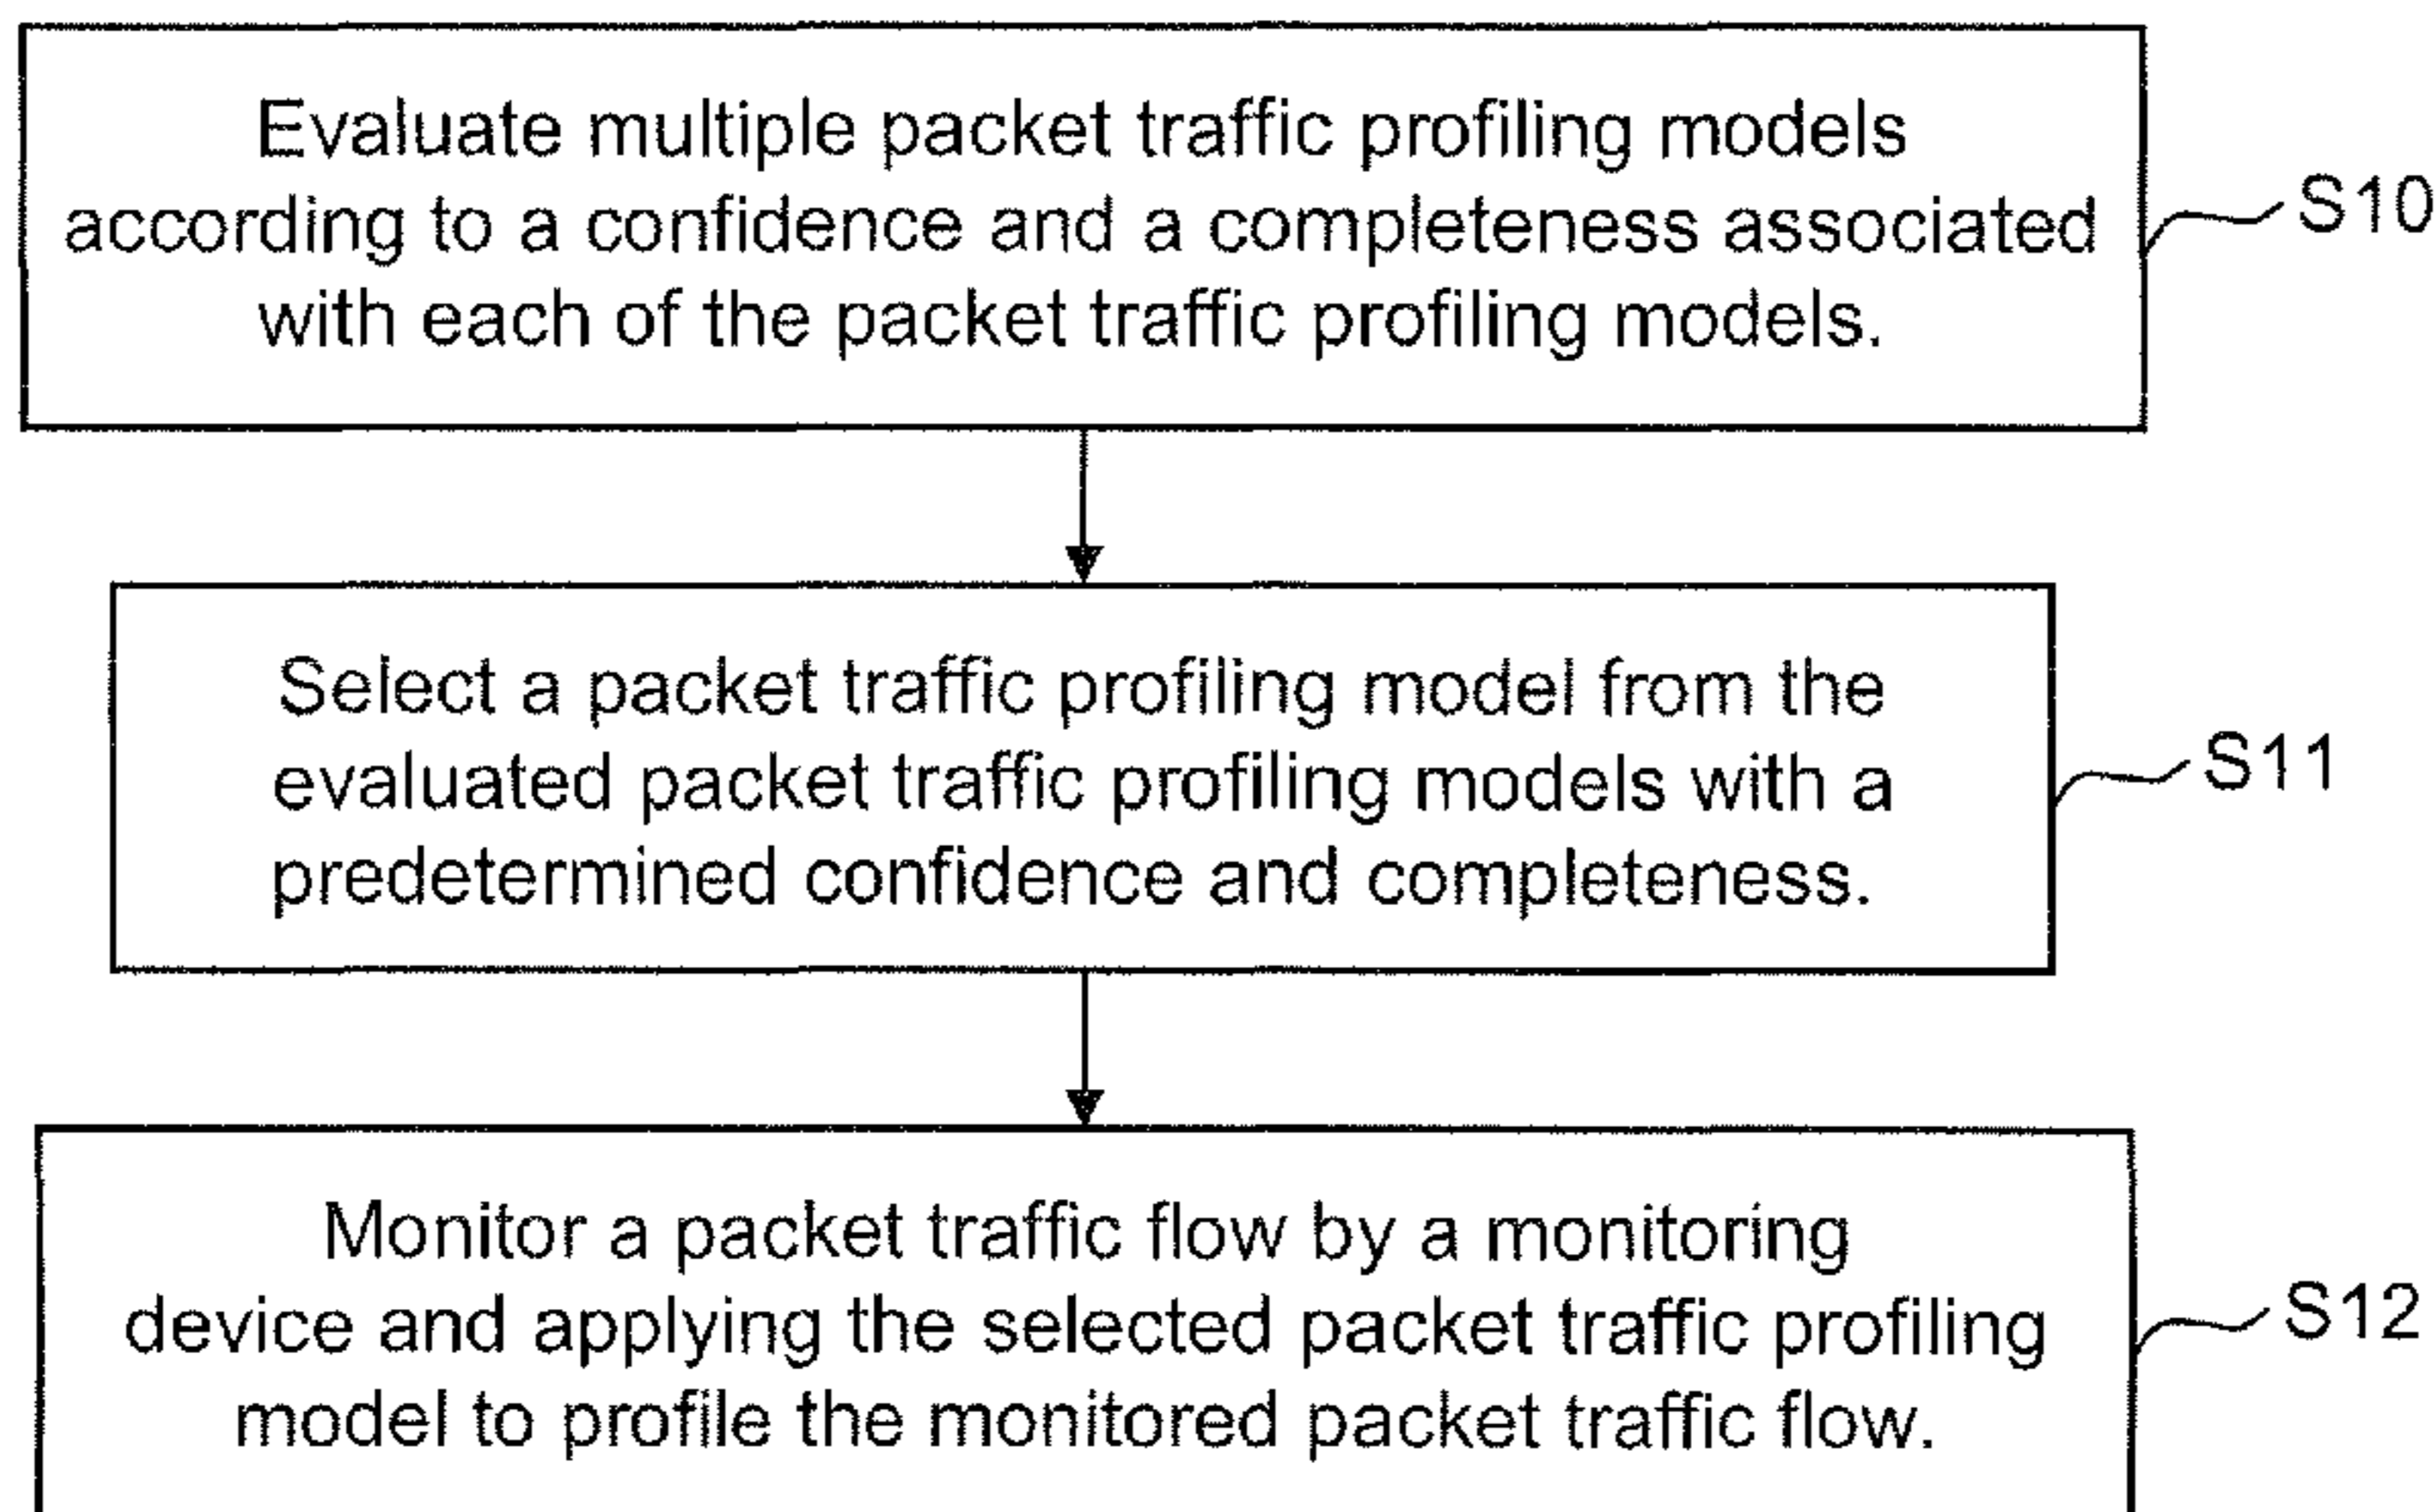 Evaluate multiple packet traffic profiling models
according to a confidence and a completeness associated
with each of the packet traffic profiling models.
S10
Select a packet traffic profiling model from the
evaluated packet traffic profiling models with a
predetermined confidence and completeness.
S11
Monitor a packet traffic flow by a monitoring
device and applying the selected packet traffic profiling
model to profile the monitored packet traffic flow.
S12